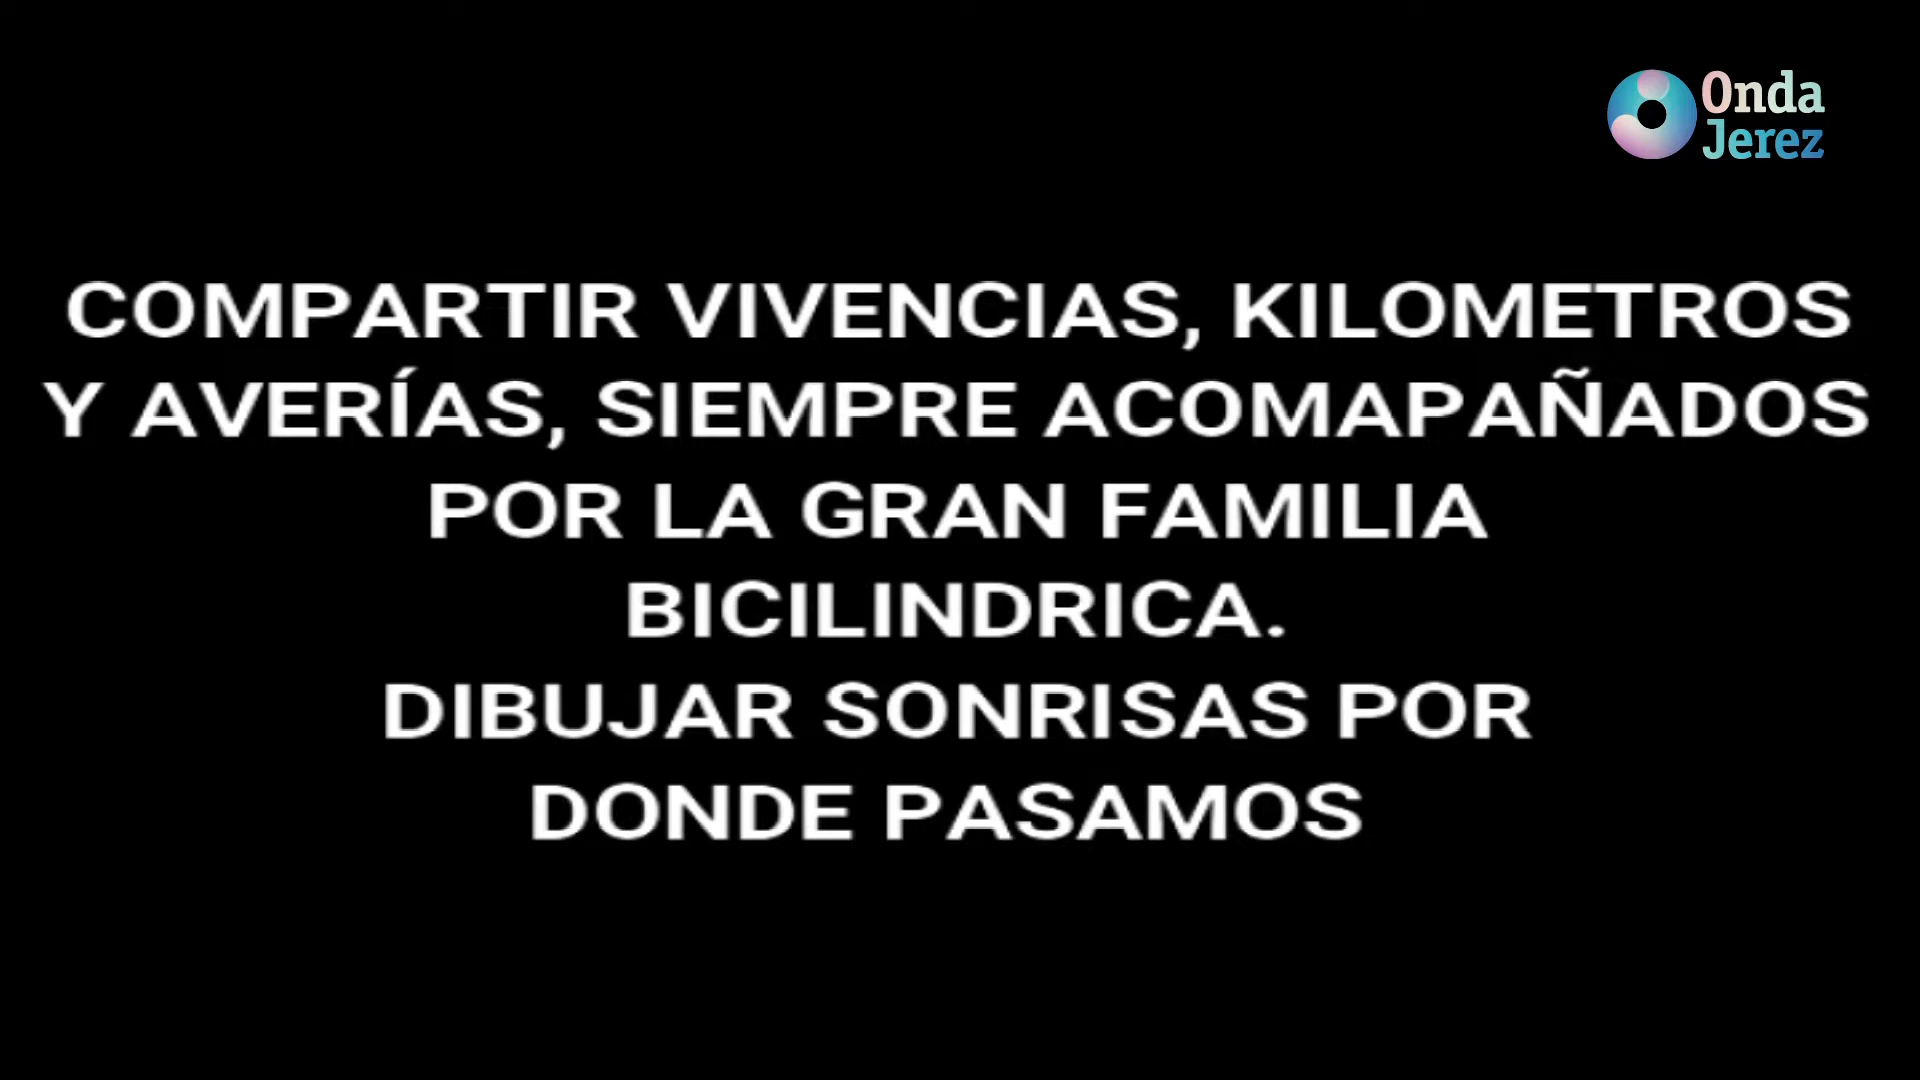 Onda
Jerez
COMPARTIR VIVENCIAS, KILOMETROS
Y AVERÍAS, SIEMPRE ACOMAPAÑADOS
POR LA GRAN FAMILIA
BICILINDRICA.
DIBUJAR SONRISAS POR
DONDE PASAMOS